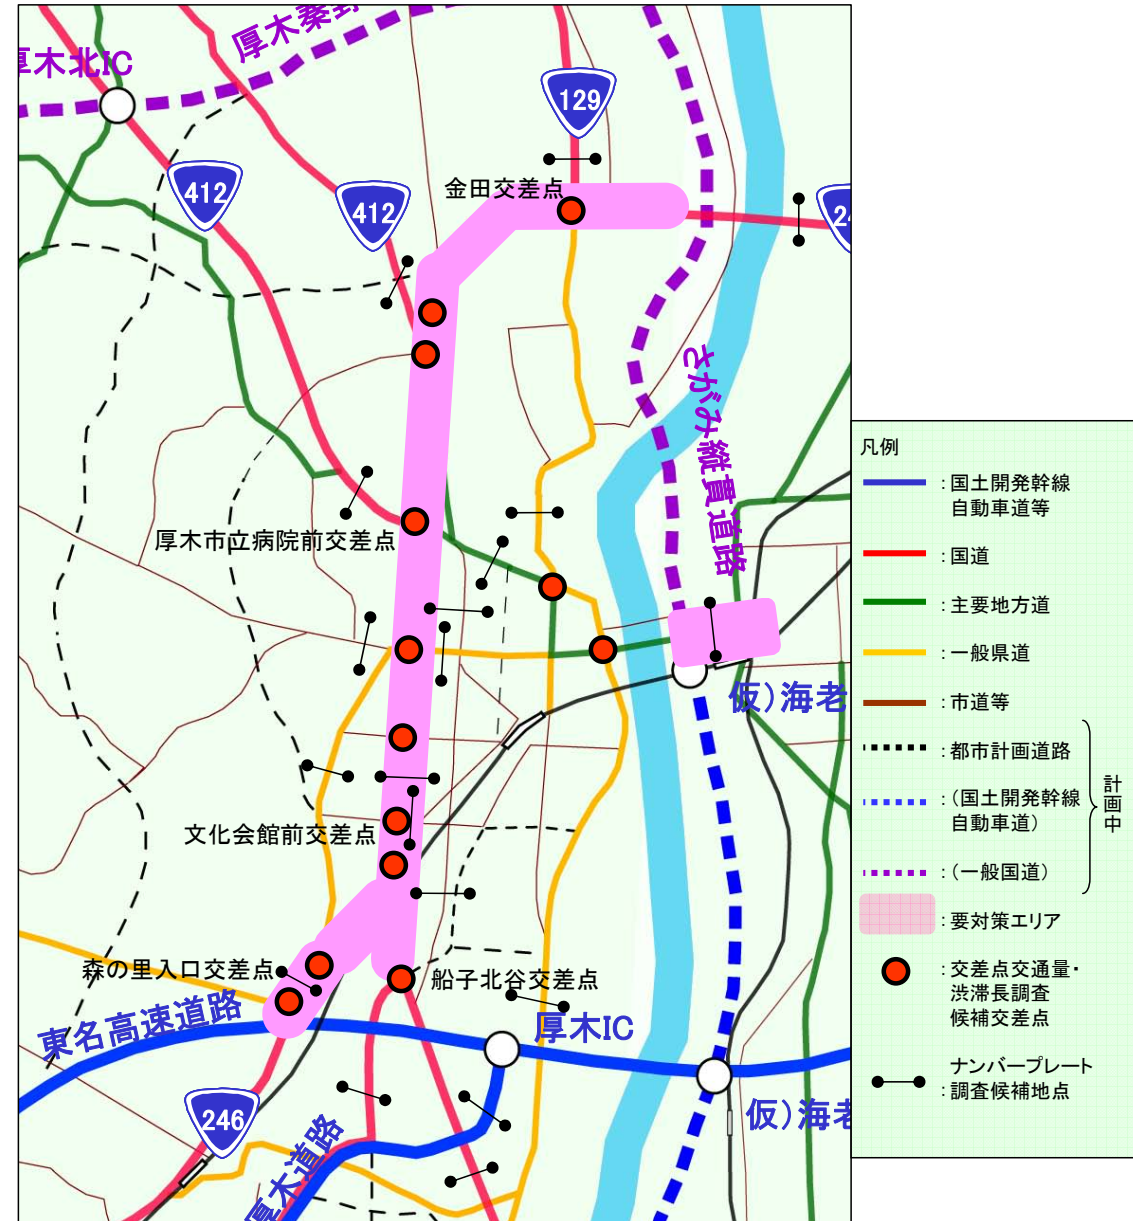 厚木秦野
厚木北IC
129
412
412
金田交差点
24
さがみ縦貫道路
厚木市立病院前交差点
仮）海老
文化会館前交差点
森の里入口交差点
船子北谷交差点
東名高速道路
厚木IC
246
仮）海老
厚木道路
凡例
：国土開発幹線
自動車道等
：国道
：主要地方道
：一般県道
：市道等
：都市計画道路
：（国土開発幹線
自動車道）
：（一般国道）
計画中
：要対策エリア
：交差点交通量・
渋滞長調査
候補交差点
ナンバープレート
：調査候補地点